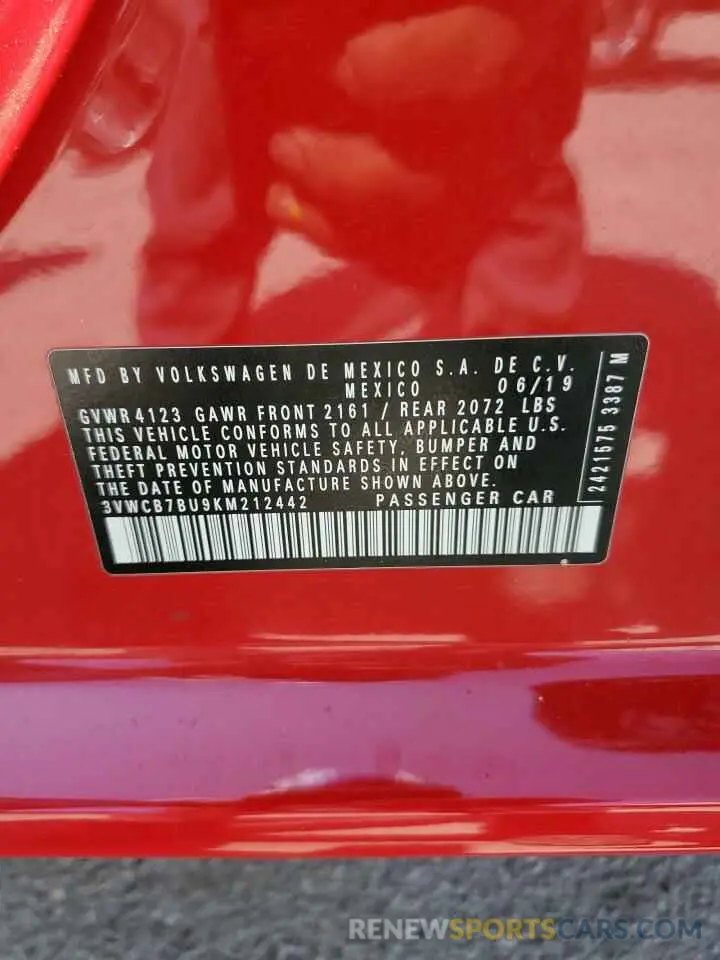 MFD BY VOLKSWAGEN DE MEXICO S.A. DE C.V.
MEXICO 06/19
GVWR 4123 GAWR FRONT 2161 / REAR 2072 LBS
THIS VEHICLE CONFORMS TO ALL APPLICABLE U.S.
FEDERAL MOTOR VEHICLE SAFETY, BUMPER AND
THEFT PREVENTION STANDARDS IN EFFECT ON
THE DATE OF MANUFACTURE SHOWN ABOVE.
3VWCB7BU9KM212442 PASSENGER CAR
2421575 3387 M
RENEWSPORTSCARS.COM